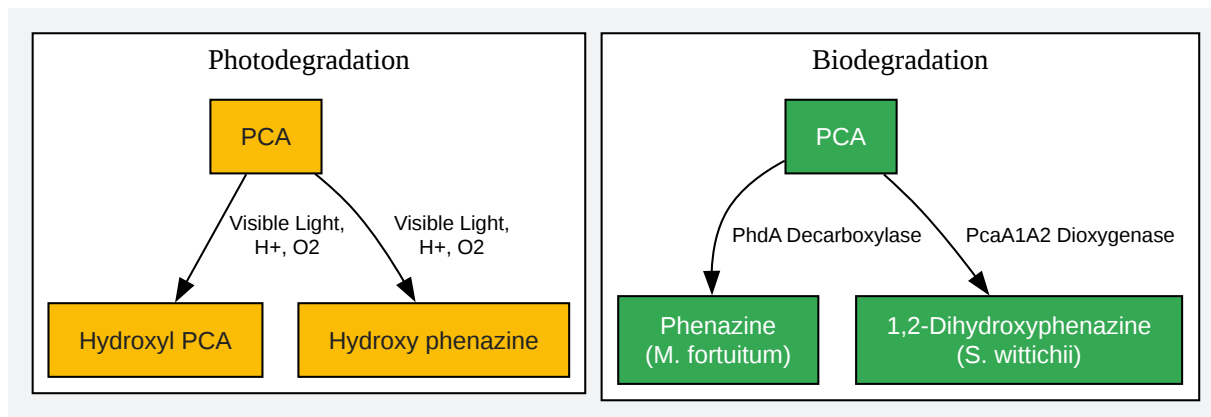 Photodegradation
PCA
Visible Light,
H+, O2
Visible Light,
H+, O2
Hydroxyl PCA
Hydroxy phenazine
Biodegradation
PCA
PhdA Decarboxylase
PcaA1A2 Dioxygenase
Phenazine
(M. fortuitum)
1,2-Dihydroxyphenazine
(S. wittichii)